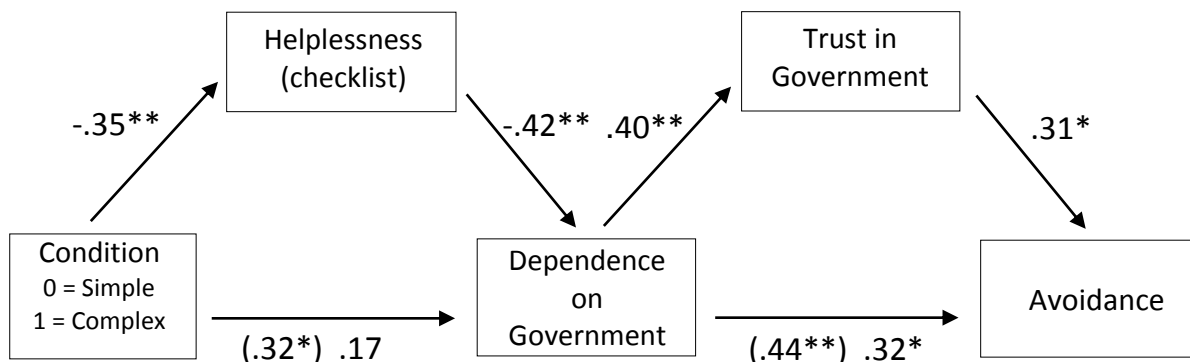 Helplessness
(checklist)
Trust in
Government
-.35**
-.42**
.40**
.31*
Condition
0 = Simple
1 = Complex
Dependence
on
Government
Avoidance
(.32*) .17
(.44**) .32*